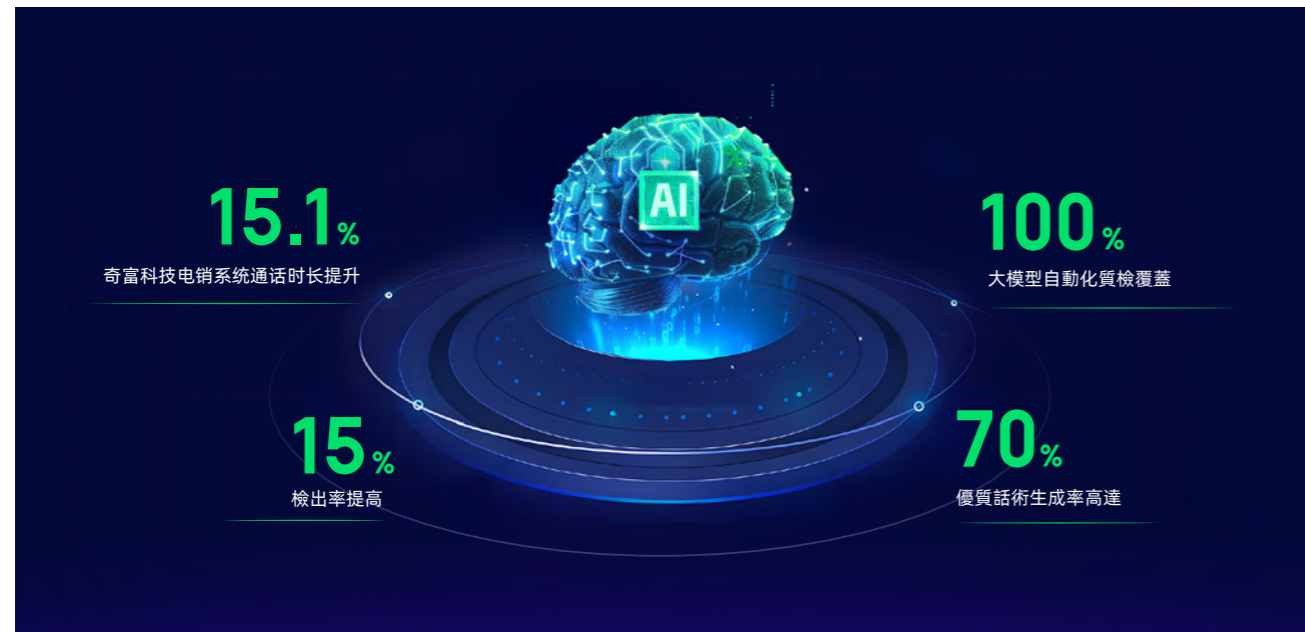 15.1%
奇富科技电销系统通话时长提升
AI
100%
大模型自動化質檢覆蓋
15%
檢出率提高
70%
優質話術生成率高達